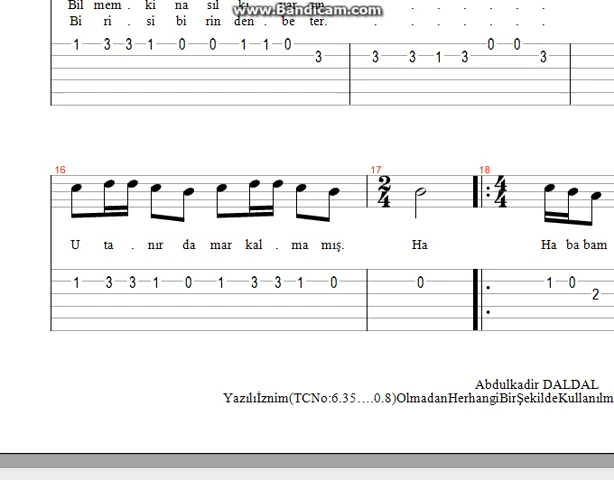 Bil mem . ki na sıl
www.Bandicam.com
Bi ri . si bi rin den . be ter.
1 3 3 1 0 0 1 1 0 3 3 3 1 3 0 0 3
16 17 18
2/4 4/4
U ta . nır da mar kal . ma mış. Ha Ha ba bam
1 3 3 1 0 1 3 3 1 0 0 1 0 2
Abdulkadir DALDAL
Yazılıİznim(TCNo:6.35....0.8)OlmadanHerhangiBirŞekildeKullanılm